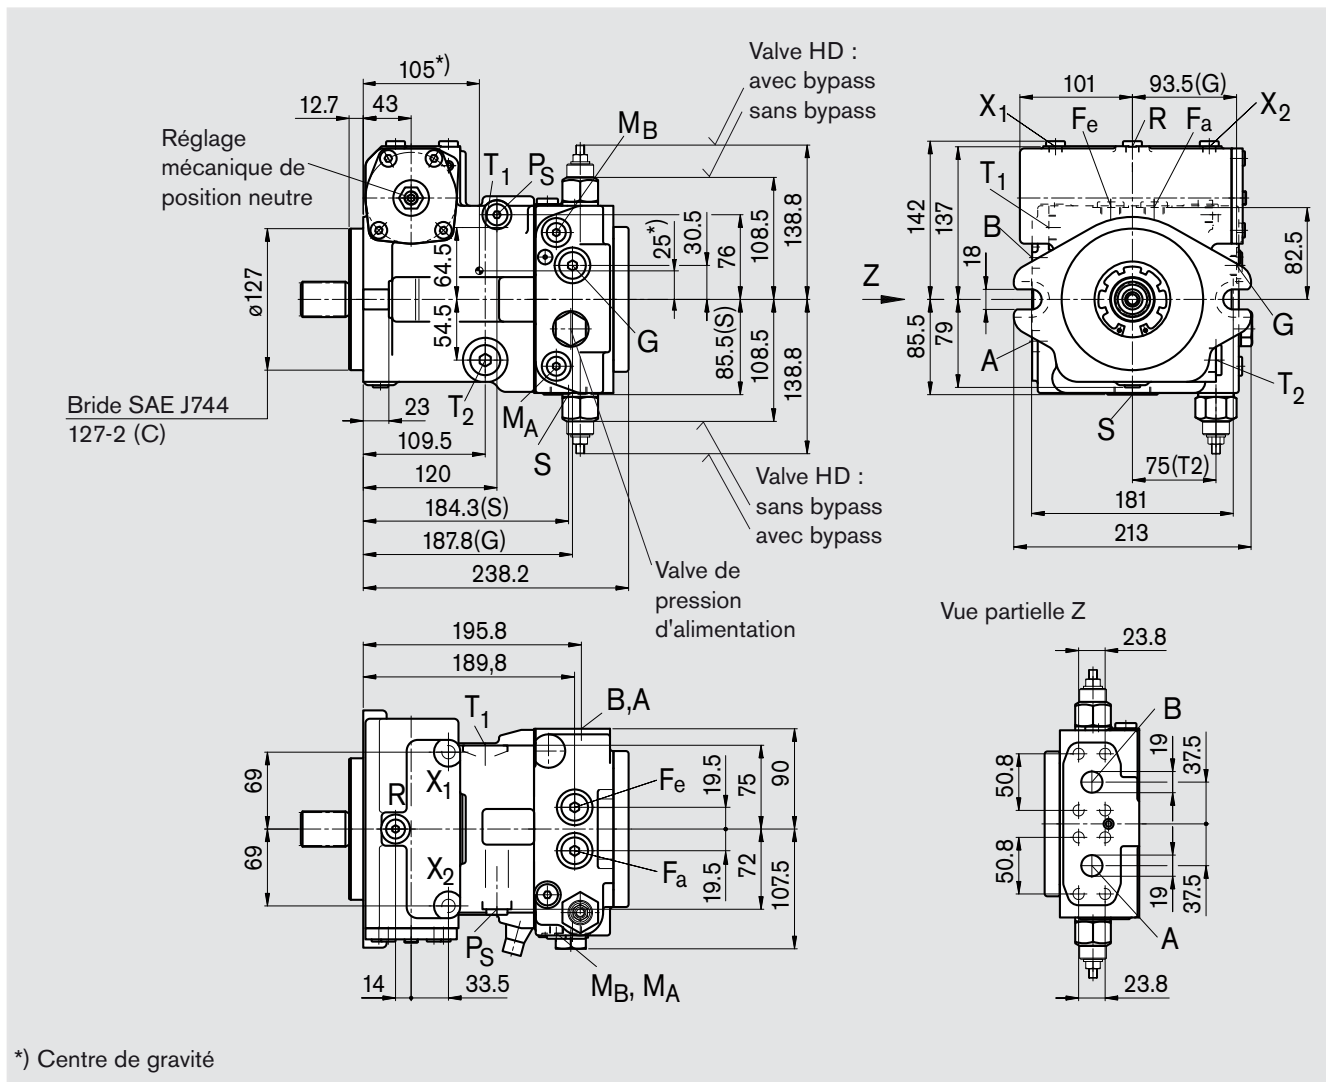 Valve HD :
avec bypass
sans bypass
105*)
12.7
43
Réglage
mécanique de
position neutre
T1
PS
MB
25*)
30.5
76
108.5
138.8
64.5
54.5
ø127
G
85.5(S)
108.5
138.8
Bride SAE J744
127-2 (C)
23
T2
MA
S
109.5
120
184.3(S)
187.8(G)
238.2
Valve HD :
sans bypass
avec bypass
Valve de
pression
d'alimentation
101
93.5(G)
X1
Fe
R
Fa
X2
T1
B
142
137
18
82.5
Z
85.5
79
A
G
T2
S
75(T2)
181
213
195.8
189,8
T1
B,A
69
69
X1
R
X2
Fe
Fa
19.5
75
90
19.5
72
107.5
PS
14
33.5
MB, MA
Vue partielle Z
23.8
B
50.8
19
37.5
50.8
19
37.5
A
23.8
*) Centre de gravité